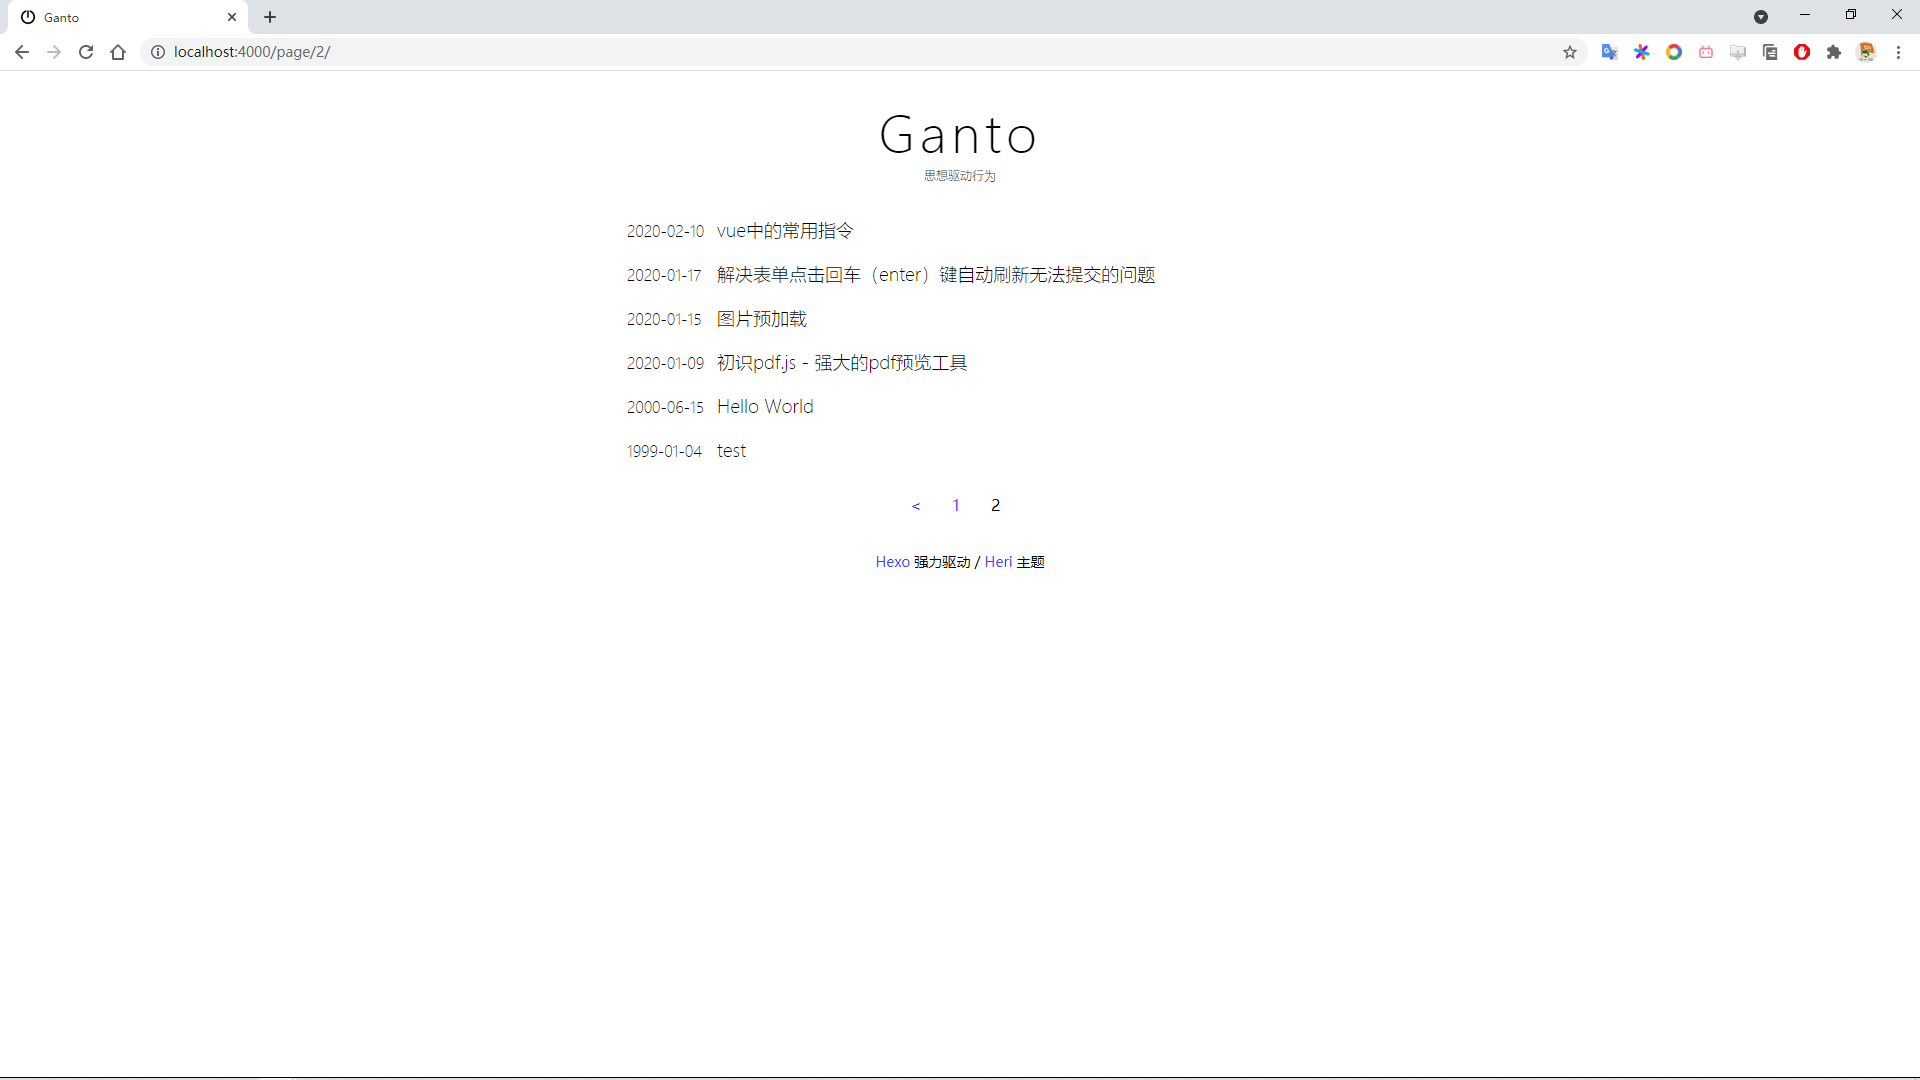 Ganto
localhost:4000/page/2/
Ganto
思想驱动行为
2020-02-10 vue中的常用指令
2020-01-17 解决表单点击回车（enter）键自动刷新无法提交的问题
2020-01-15 图片预加载
2020-01-09 初识pdf.js - 强大的pdf预览工具
2000-06-15 Hello World
1999-01-04 test
< 1 2
Hexo 强力驱动 / Heri 主题